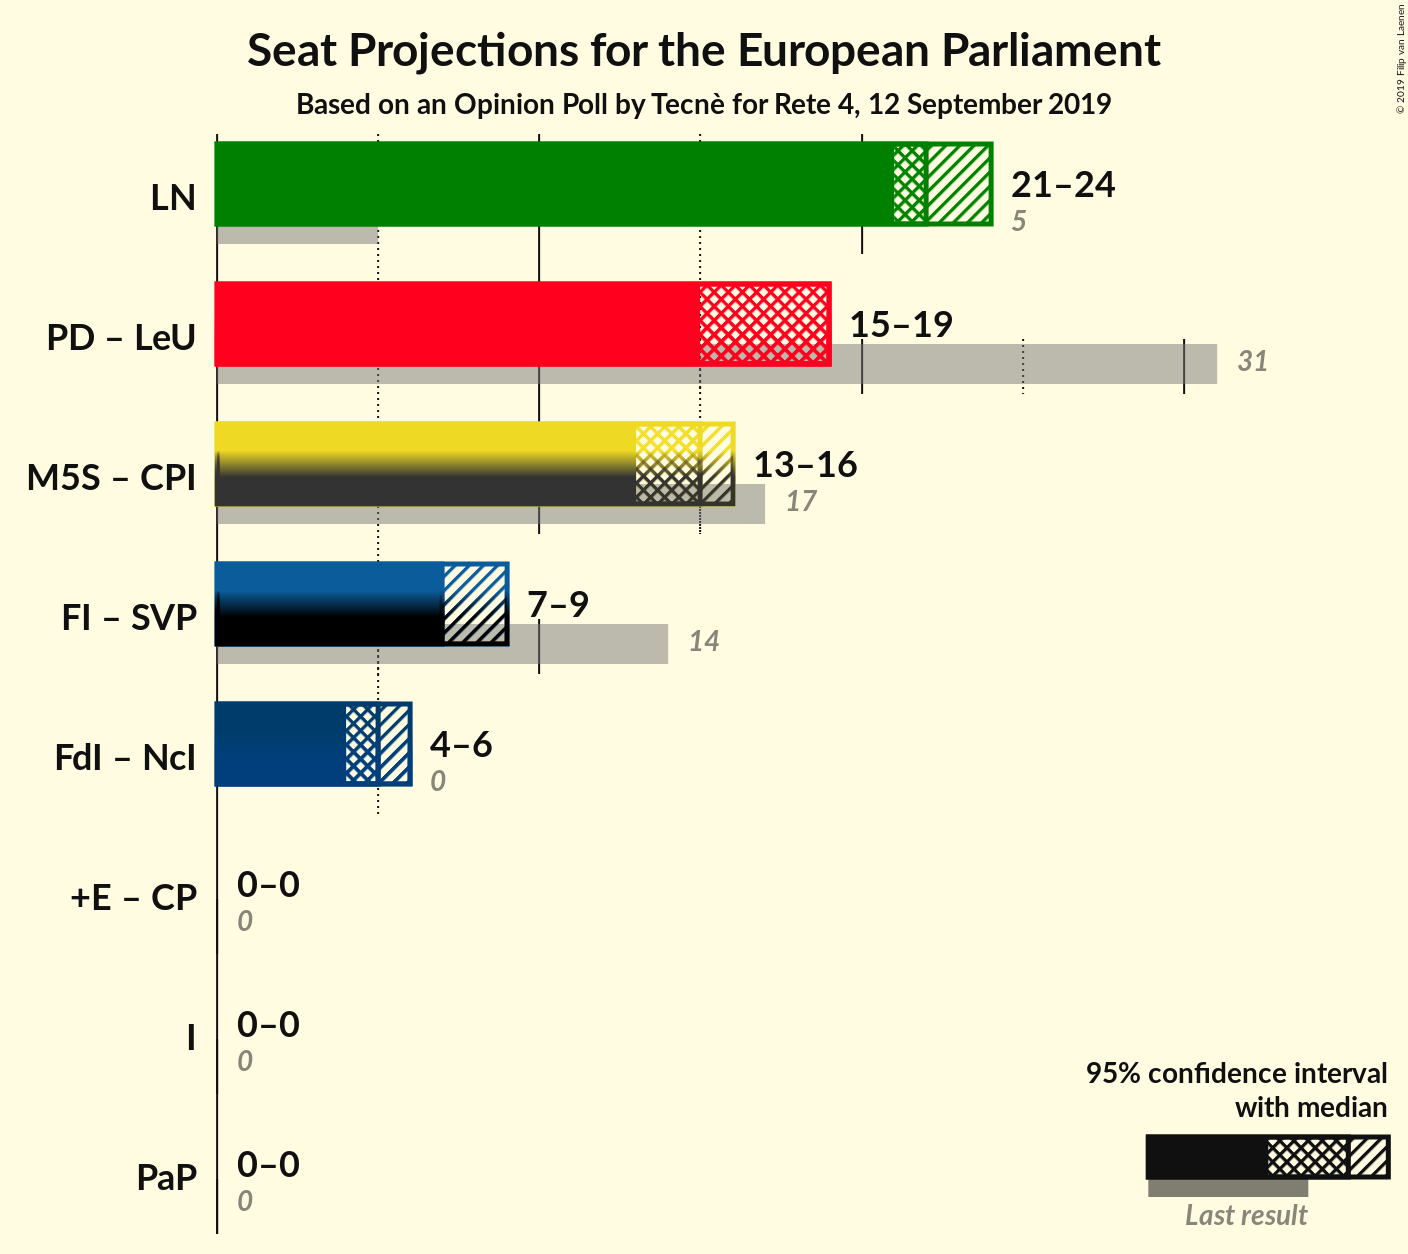 Seat Projections for the European Parliament
Based on an Opinion Poll by Tecnè for Rete 4, 12 September 2019
© 2019 Filip van Laenen
LN
21–24
5
PD – LeU
15–19
31
M5S – CPI
13–16
17
FI – SVP
7–9
14
FdI – NcI
4–6
0
+E – CP
0–0
0
I
0–0
0
PaP
0–0
0
95% confidence interval
with median
Last result